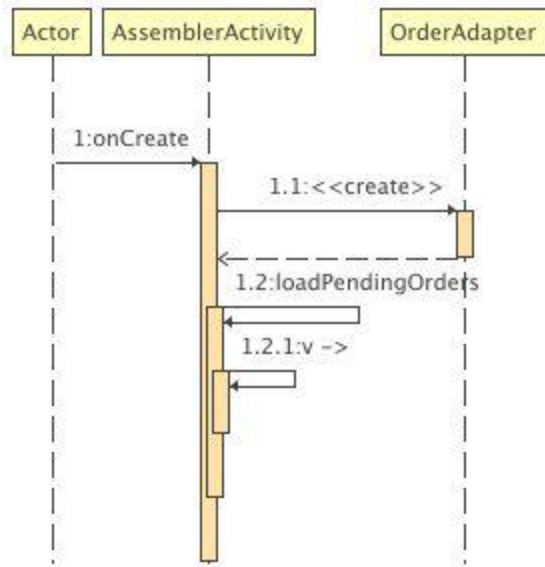 Actor
AssemblerActivity
OrderAdapter
1:onCreate
1.1:<<create>>
1.2:loadPendingOrders
1.2.1:v ->